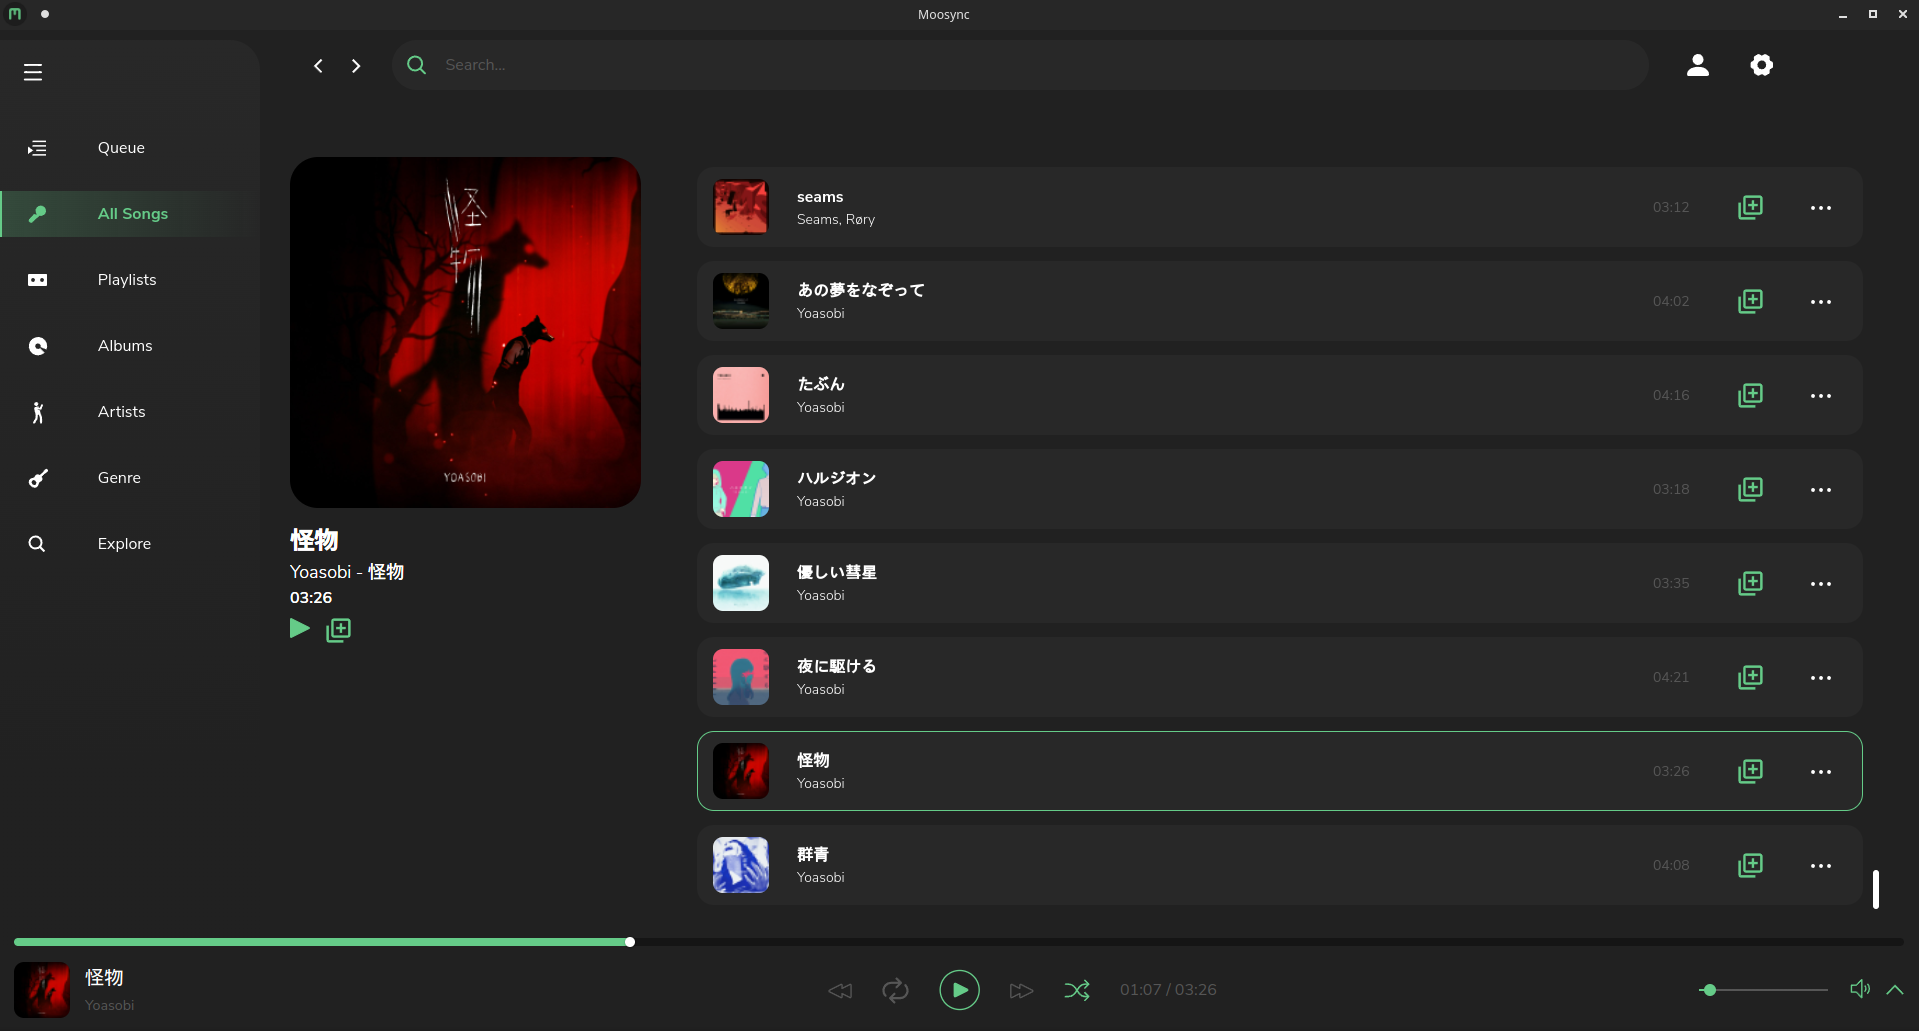 Moosync
Search...
Queue
All Songs
Playlists
Albums
Artists
Genre
Explore
怪物
YOASOBI
怪物
Yoasobi - 怪物
03:26
seams
Seams, Røry
03:12
あの夢をなぞって
Yoasobi
04:02
たぶん
Yoasobi
04:16
ハルジオン
Yoasobi
03:18
優しい彗星
Yoasobi
03:35
夜に駆ける
Yoasobi
04:21
怪物
Yoasobi
03:26
群青
Yoasobi
04:08
怪物
Yoasobi
01:07 / 03:26